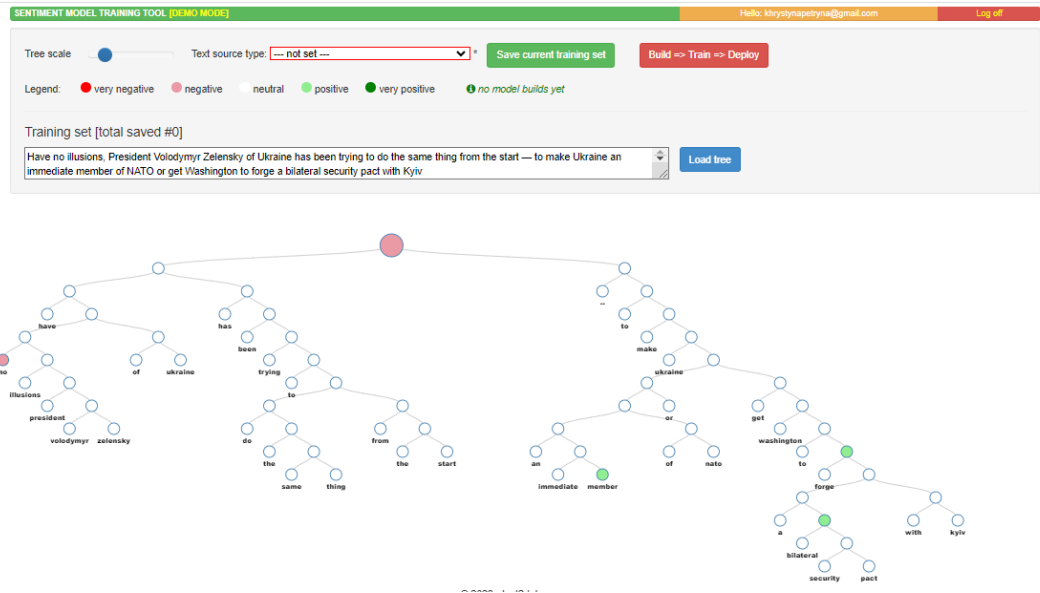 SENTIMENT MODEL TRAINING TOOL [DEMO MODE] Hello: khrystynapetryna@gmail.com Log off
Tree scale Text source type: --- not set --- * Save current training set Build => Train => Deploy
Legend: very negative negative neutral positive very positive no model builds yet
Training set [total saved #0]
Have no illusions, President Volodymyr Zelensky of Ukraine has been trying to do the same thing from the start — to make Ukraine an
immediate member of NATO or get Washington to forge a bilateral security pact with Kyiv
Load tree
–
have has to
been make
of ukraine trying ukraine
illusions to
president or get
volodymyr zelensky do from washington
the the start an of nato to
same thing immediate member forge
a with kyiv
bilateral
security pact